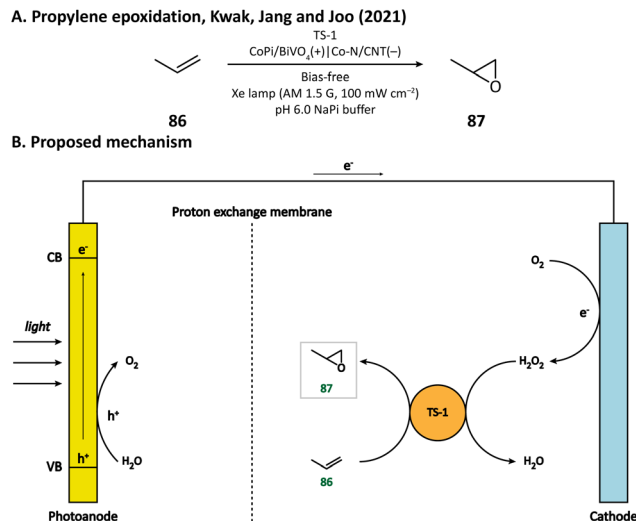 A. Propylene epoxidation, Kwak, Jang and Joo (2021)
TS-1
CoPi/BiVO₄(+)|Co-N/CNT(–)
Bias-free
Xe lamp (AM 1.5 G, 100 mW cm⁻²)
pH 6.0 NaPi buffer
O
86
87
B. Proposed mechanism
e⁻
Proton exchange membrane
CB
e⁻
O₂
e⁻
light
O₂
H₂O₂
O
87
h⁺
TS-1
VB
h⁺
H₂O
H₂O
86
Photoanode
Cathode